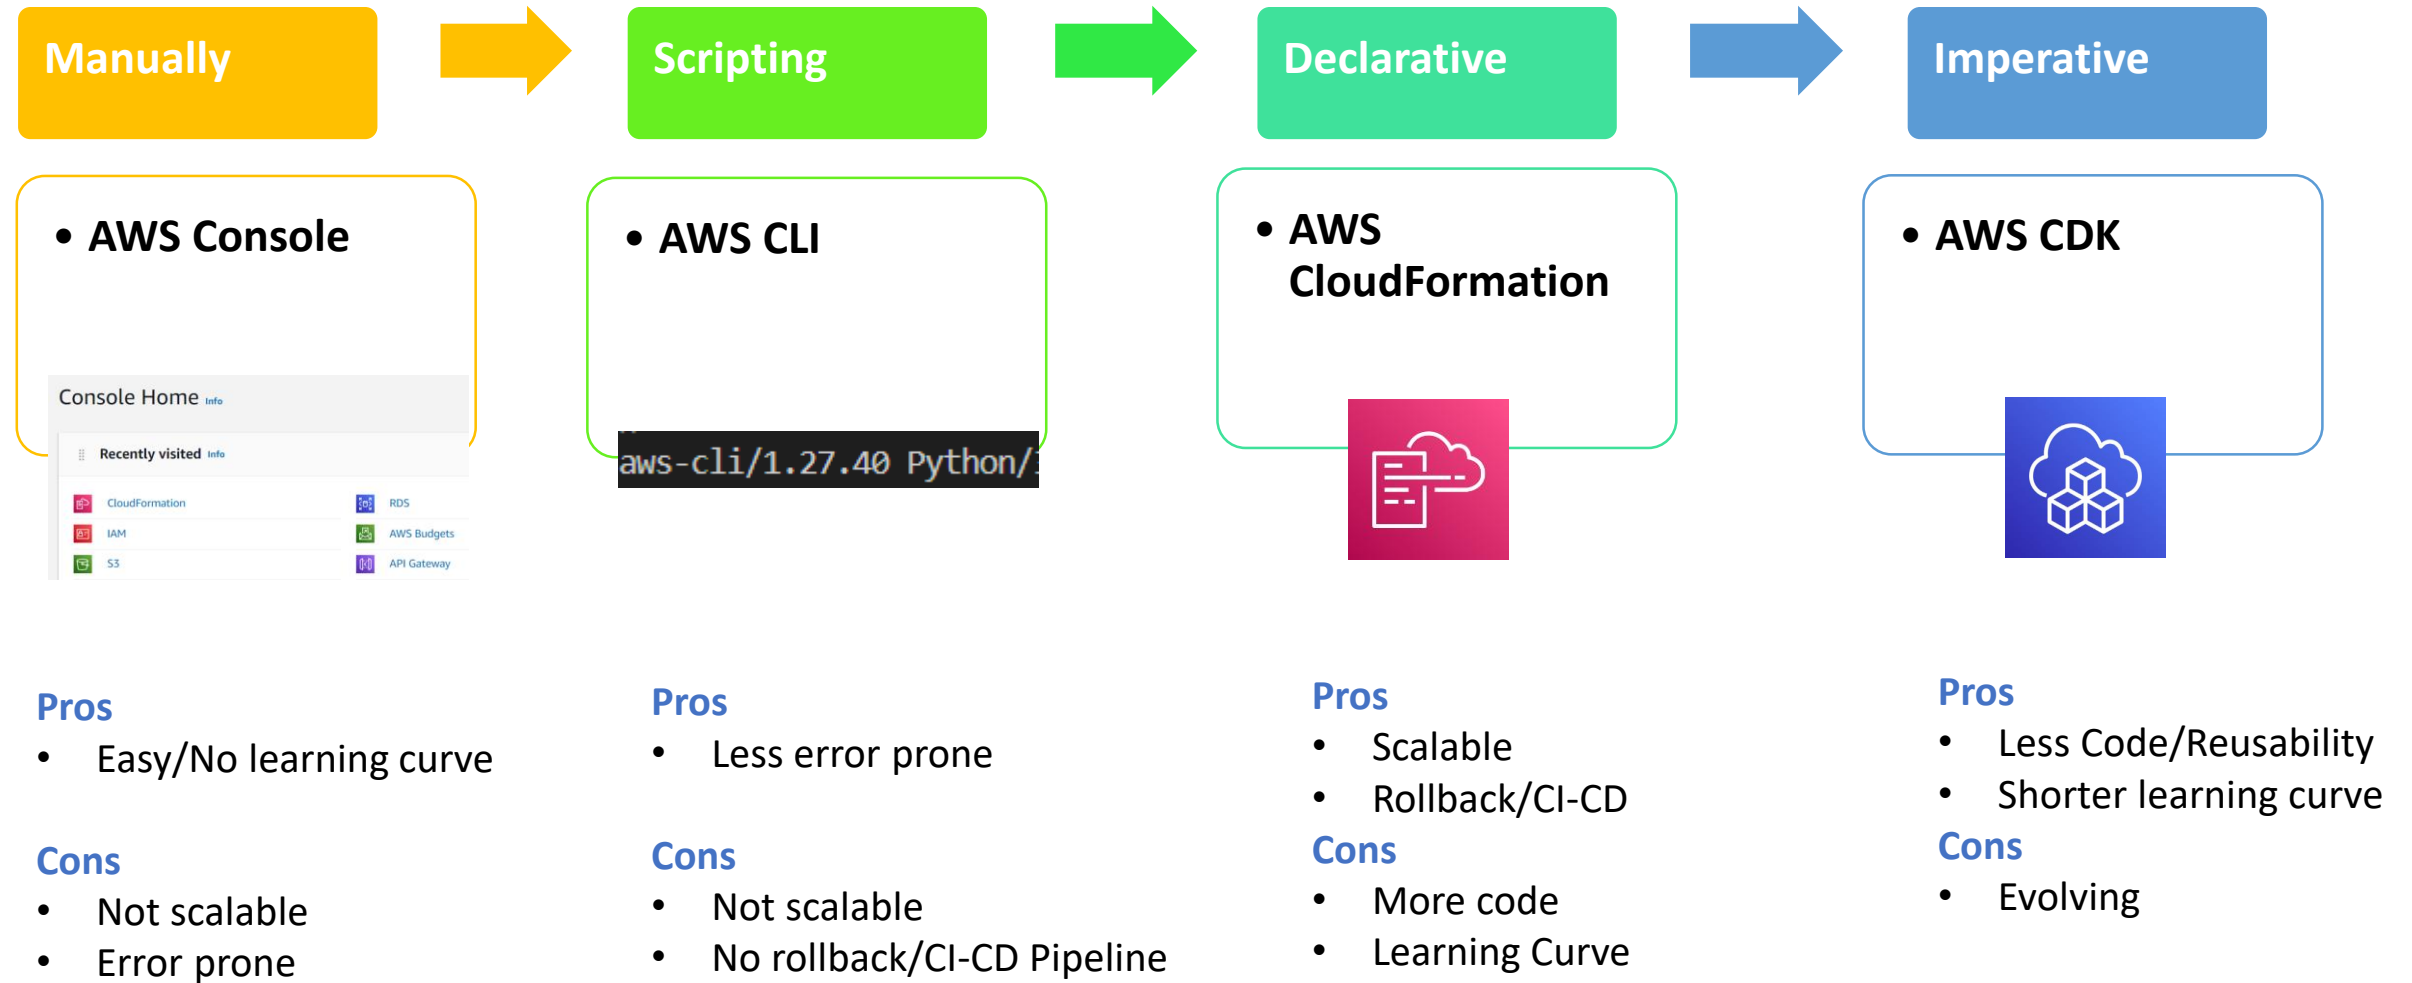 Manually
Scripting
Declarative
Imperative
• AWS Console
Console Home Info
Recently visited Info
CloudFormation
RDS
IAM
AWS Budgets
S3
API Gateway
• AWS CLI
aws-cli/1.27.40 Python/
• AWS
CloudFormation
• AWS CDK
Pros
• Easy/No learning curve
Cons
• Not scalable
• Error prone
Pros
• Less error prone
Cons
• Not scalable
• No rollback/CI-CD Pipeline
Pros
• Scalable
• Rollback/CI-CD
Cons
• More code
• Learning Curve
Pros
• Less Code/Reusability
• Shorter learning curve
Cons
• Evolving